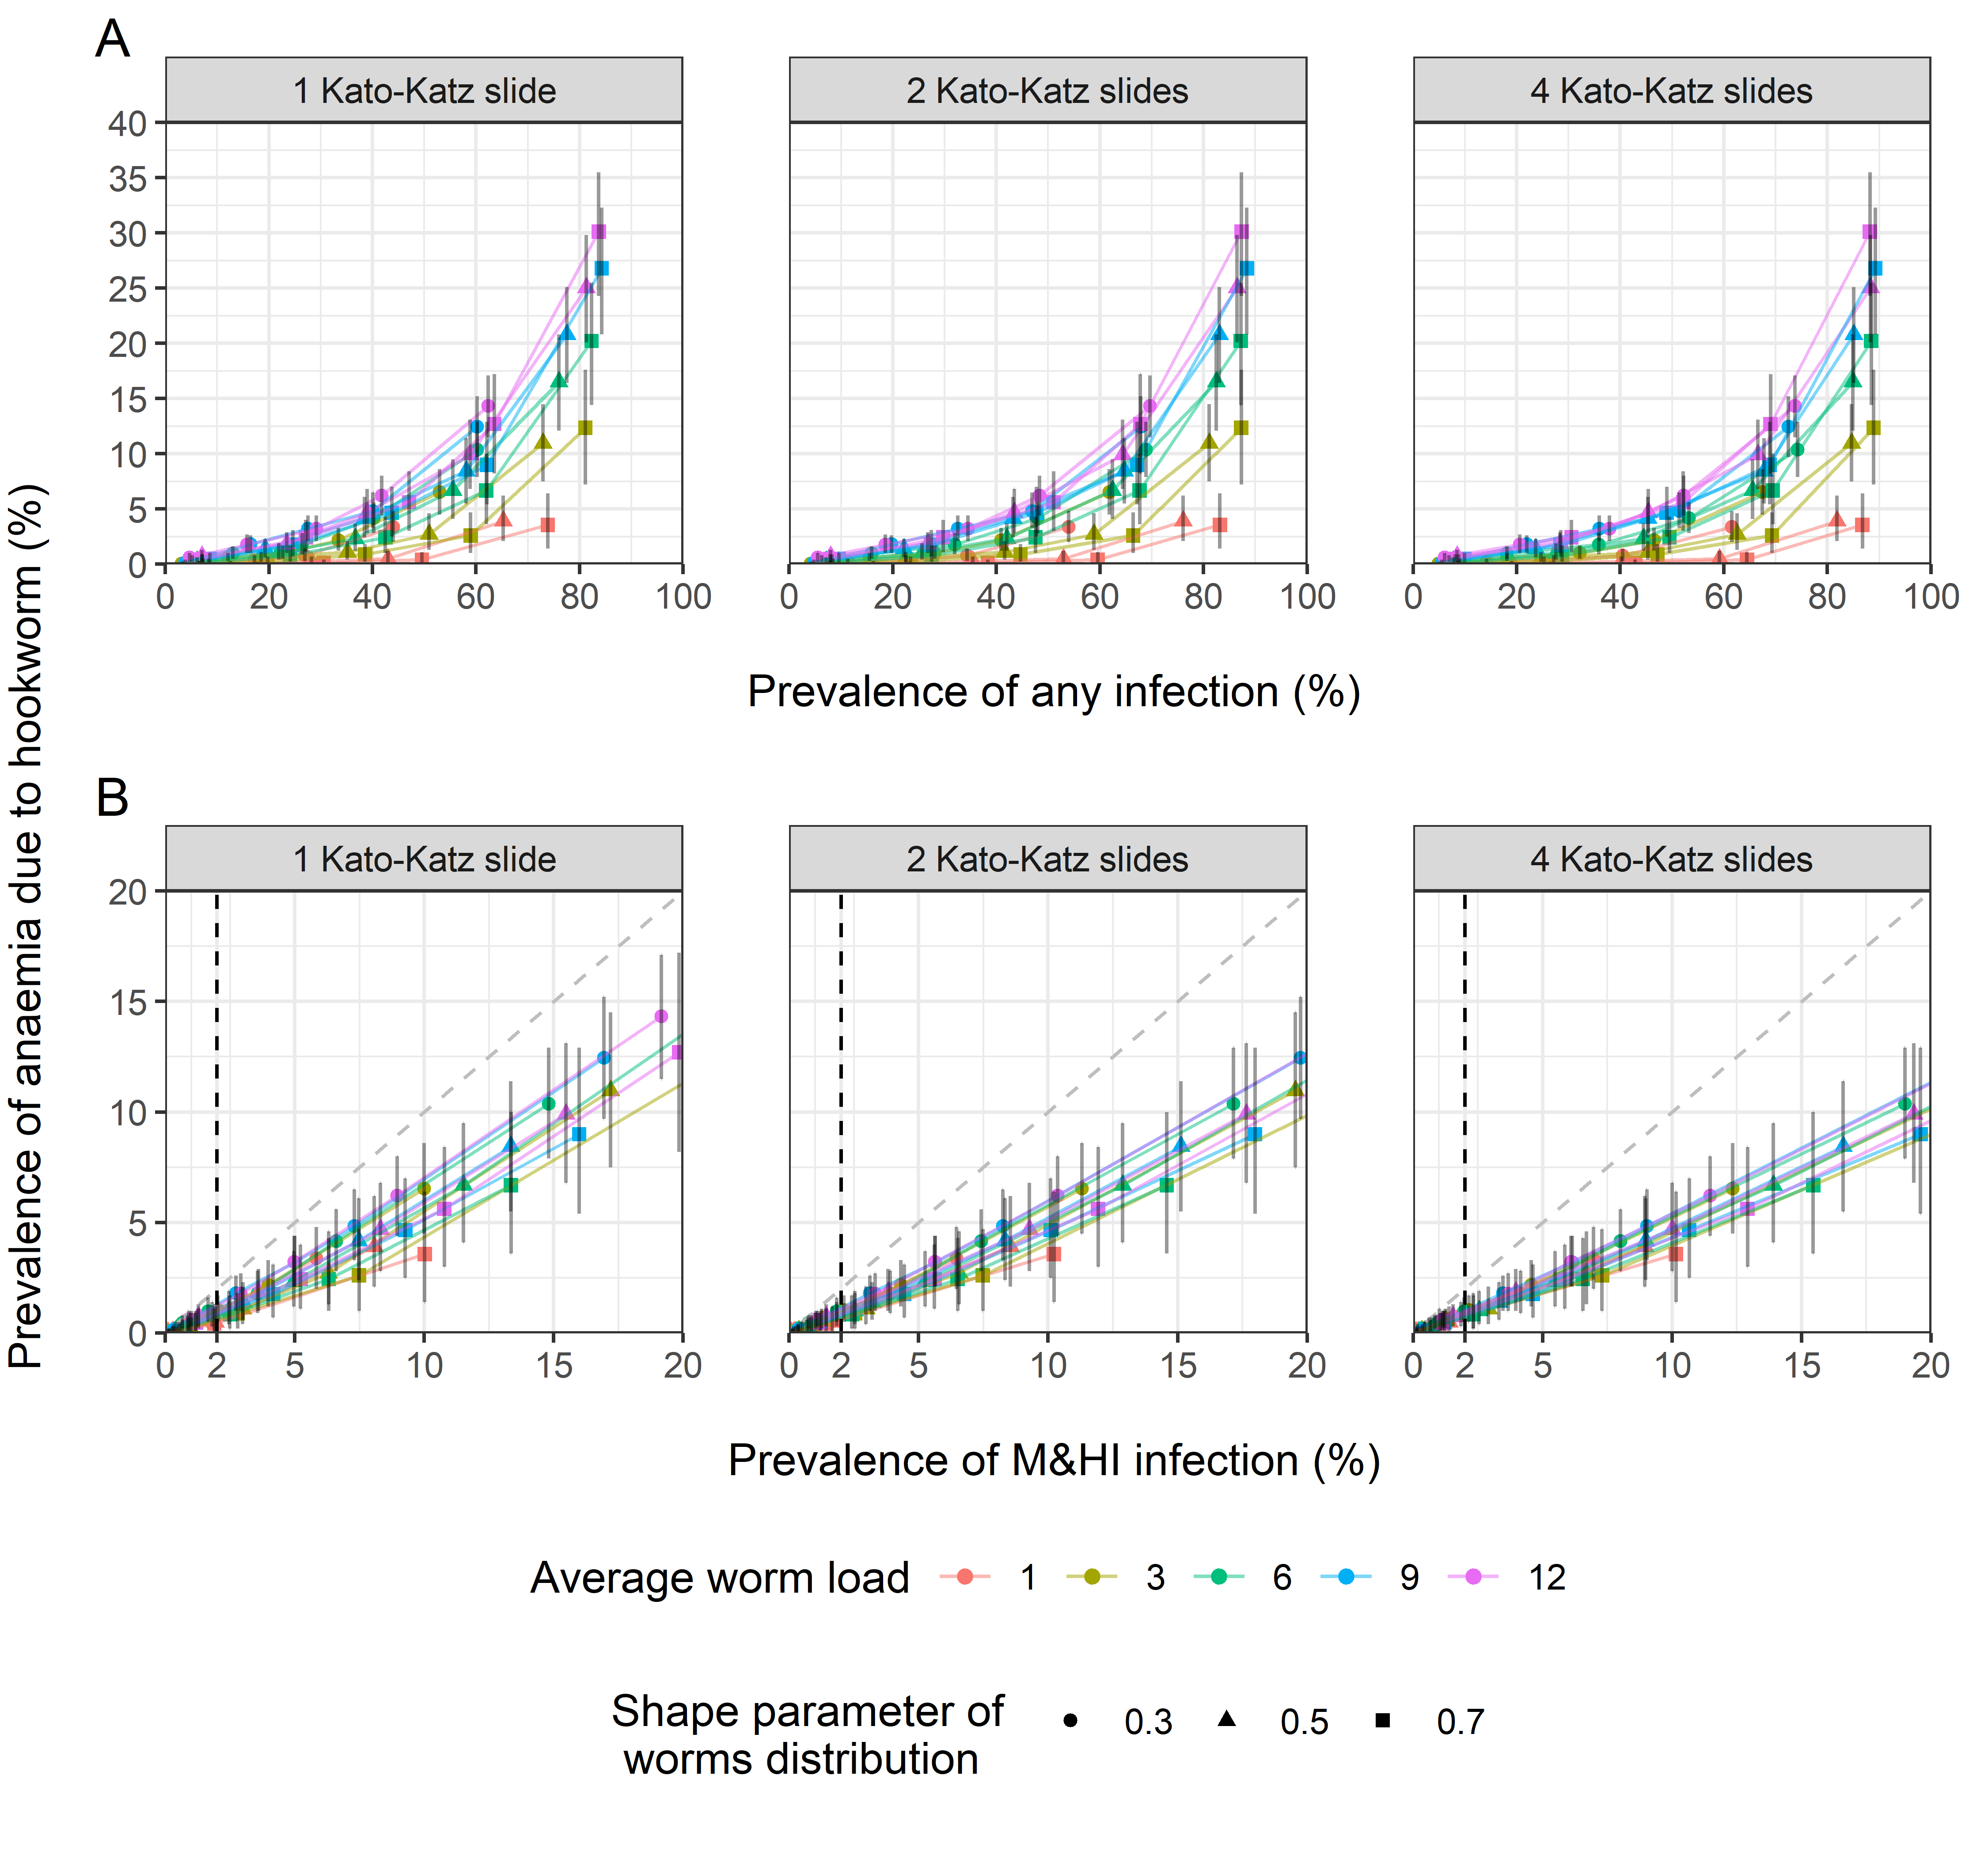 A
1 Kato-Katz slide
2 Kato-Katz slides
4 Kato-Katz slides
40
35
30
25
20
15
10
5
0
0 20 40 60 80 100
0 20 40 60 80 100
0 20 40 60 80 100
Prevalence of any infection (%)
Prevalence of anaemia due to hookworm (%)
B
1 Kato-Katz slide
2 Kato-Katz slides
4 Kato-Katz slides
20
15
10
5
0
0 2 5 10 15 20
0 2 5 10 15 20
0 2 5 10 15 20
Prevalence of M&HI infection (%)
Average worm load 1 3 6 9 12
Shape parameter of
worms distribution
0.3 0.5 0.7